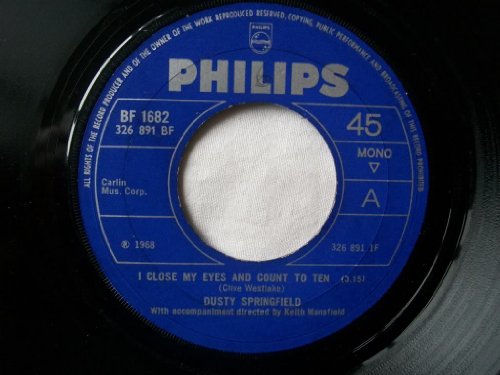 ALL RIGHTS OF THE RECORD PRODUCER AND OF THE OWNER OF THE WORK REPRODUCED RESERVED, COPYING, PUBLIC PERFORMANCE AND BROADCASTING OF THIS RECORD PROHIBITED
PHILIPS
PHILIPS
BF 1682
326 891 BF
45
MONO
A
Carlin
Mus. Corp.
℗ 1968
326 891 1F
I CLOSE MY EYES AND COUNT TO TEN (3.15)
(Clive Westlake)
DUSTY SPRINGFIELD
With accompaniment directed by Keith Mansfield